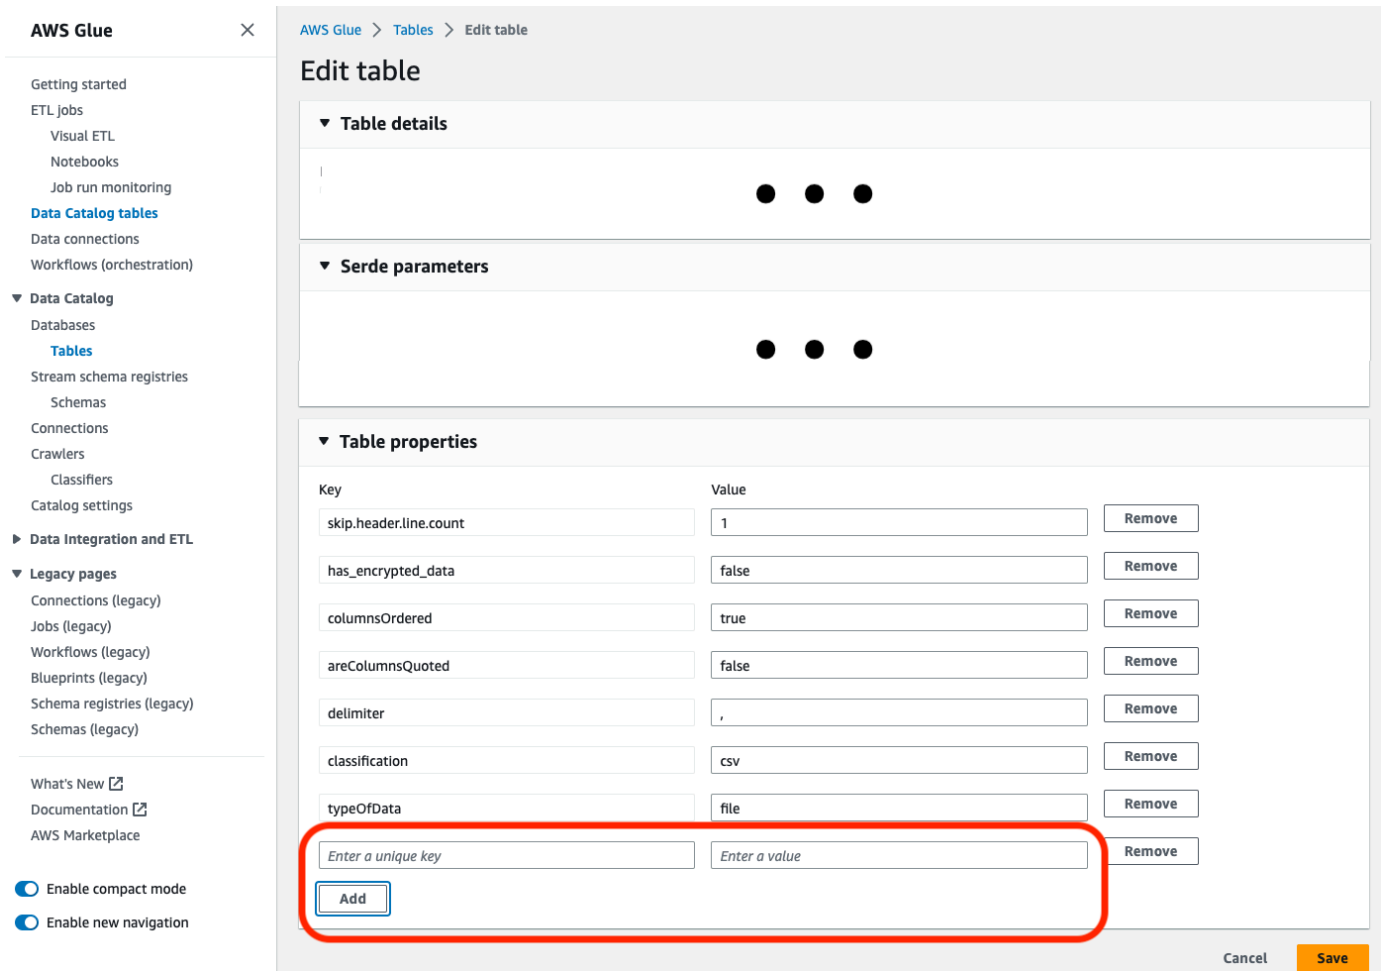 AWS Glue
Getting started
ETL jobs
Visual ETL
Notebooks
Job run monitoring
Data Catalog tables
Data connections
Workflows (orchestration)
Data Catalog
Databases
Tables
Stream schema registries
Schemas
Connections
Crawlers
Classifiers
Catalog settings
Data Integration and ETL
Legacy pages
Connections (legacy)
Jobs (legacy)
Workflows (legacy)
Blueprints (legacy)
Schema registries (legacy)
Schemas (legacy)
What's New
Documentation
AWS Marketplace
Enable compact mode
Enable new navigation
AWS Glue > Tables > Edit table
Edit table
Table details
Serde parameters
Table properties
Key Value
skip.header.line.count 1 Remove
has_encrypted_data false Remove
columnsOrdered true Remove
areColumnsQuoted false Remove
delimiter , Remove
classification csv Remove
typeOfData file Remove
Enter a unique key Enter a value Remove
Add
Cancel Save